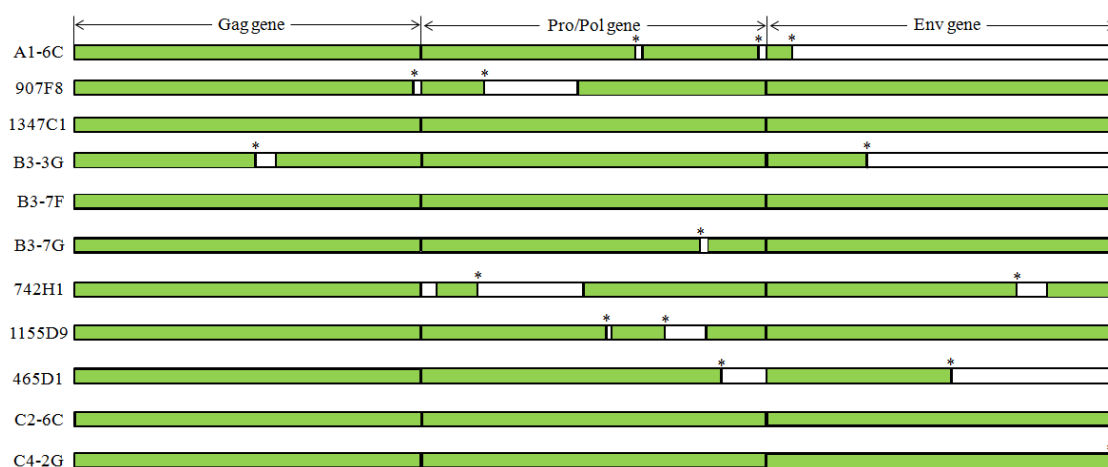 Gag gene Pro/Pol gene Env gene
* * *
A1-6C
* *
907F8
1347C1
* *
B3-3G
B3-7F
*
B3-7G
* *
742H1
* *
1155D9
* *
465D1
C2-6C
C4-2G